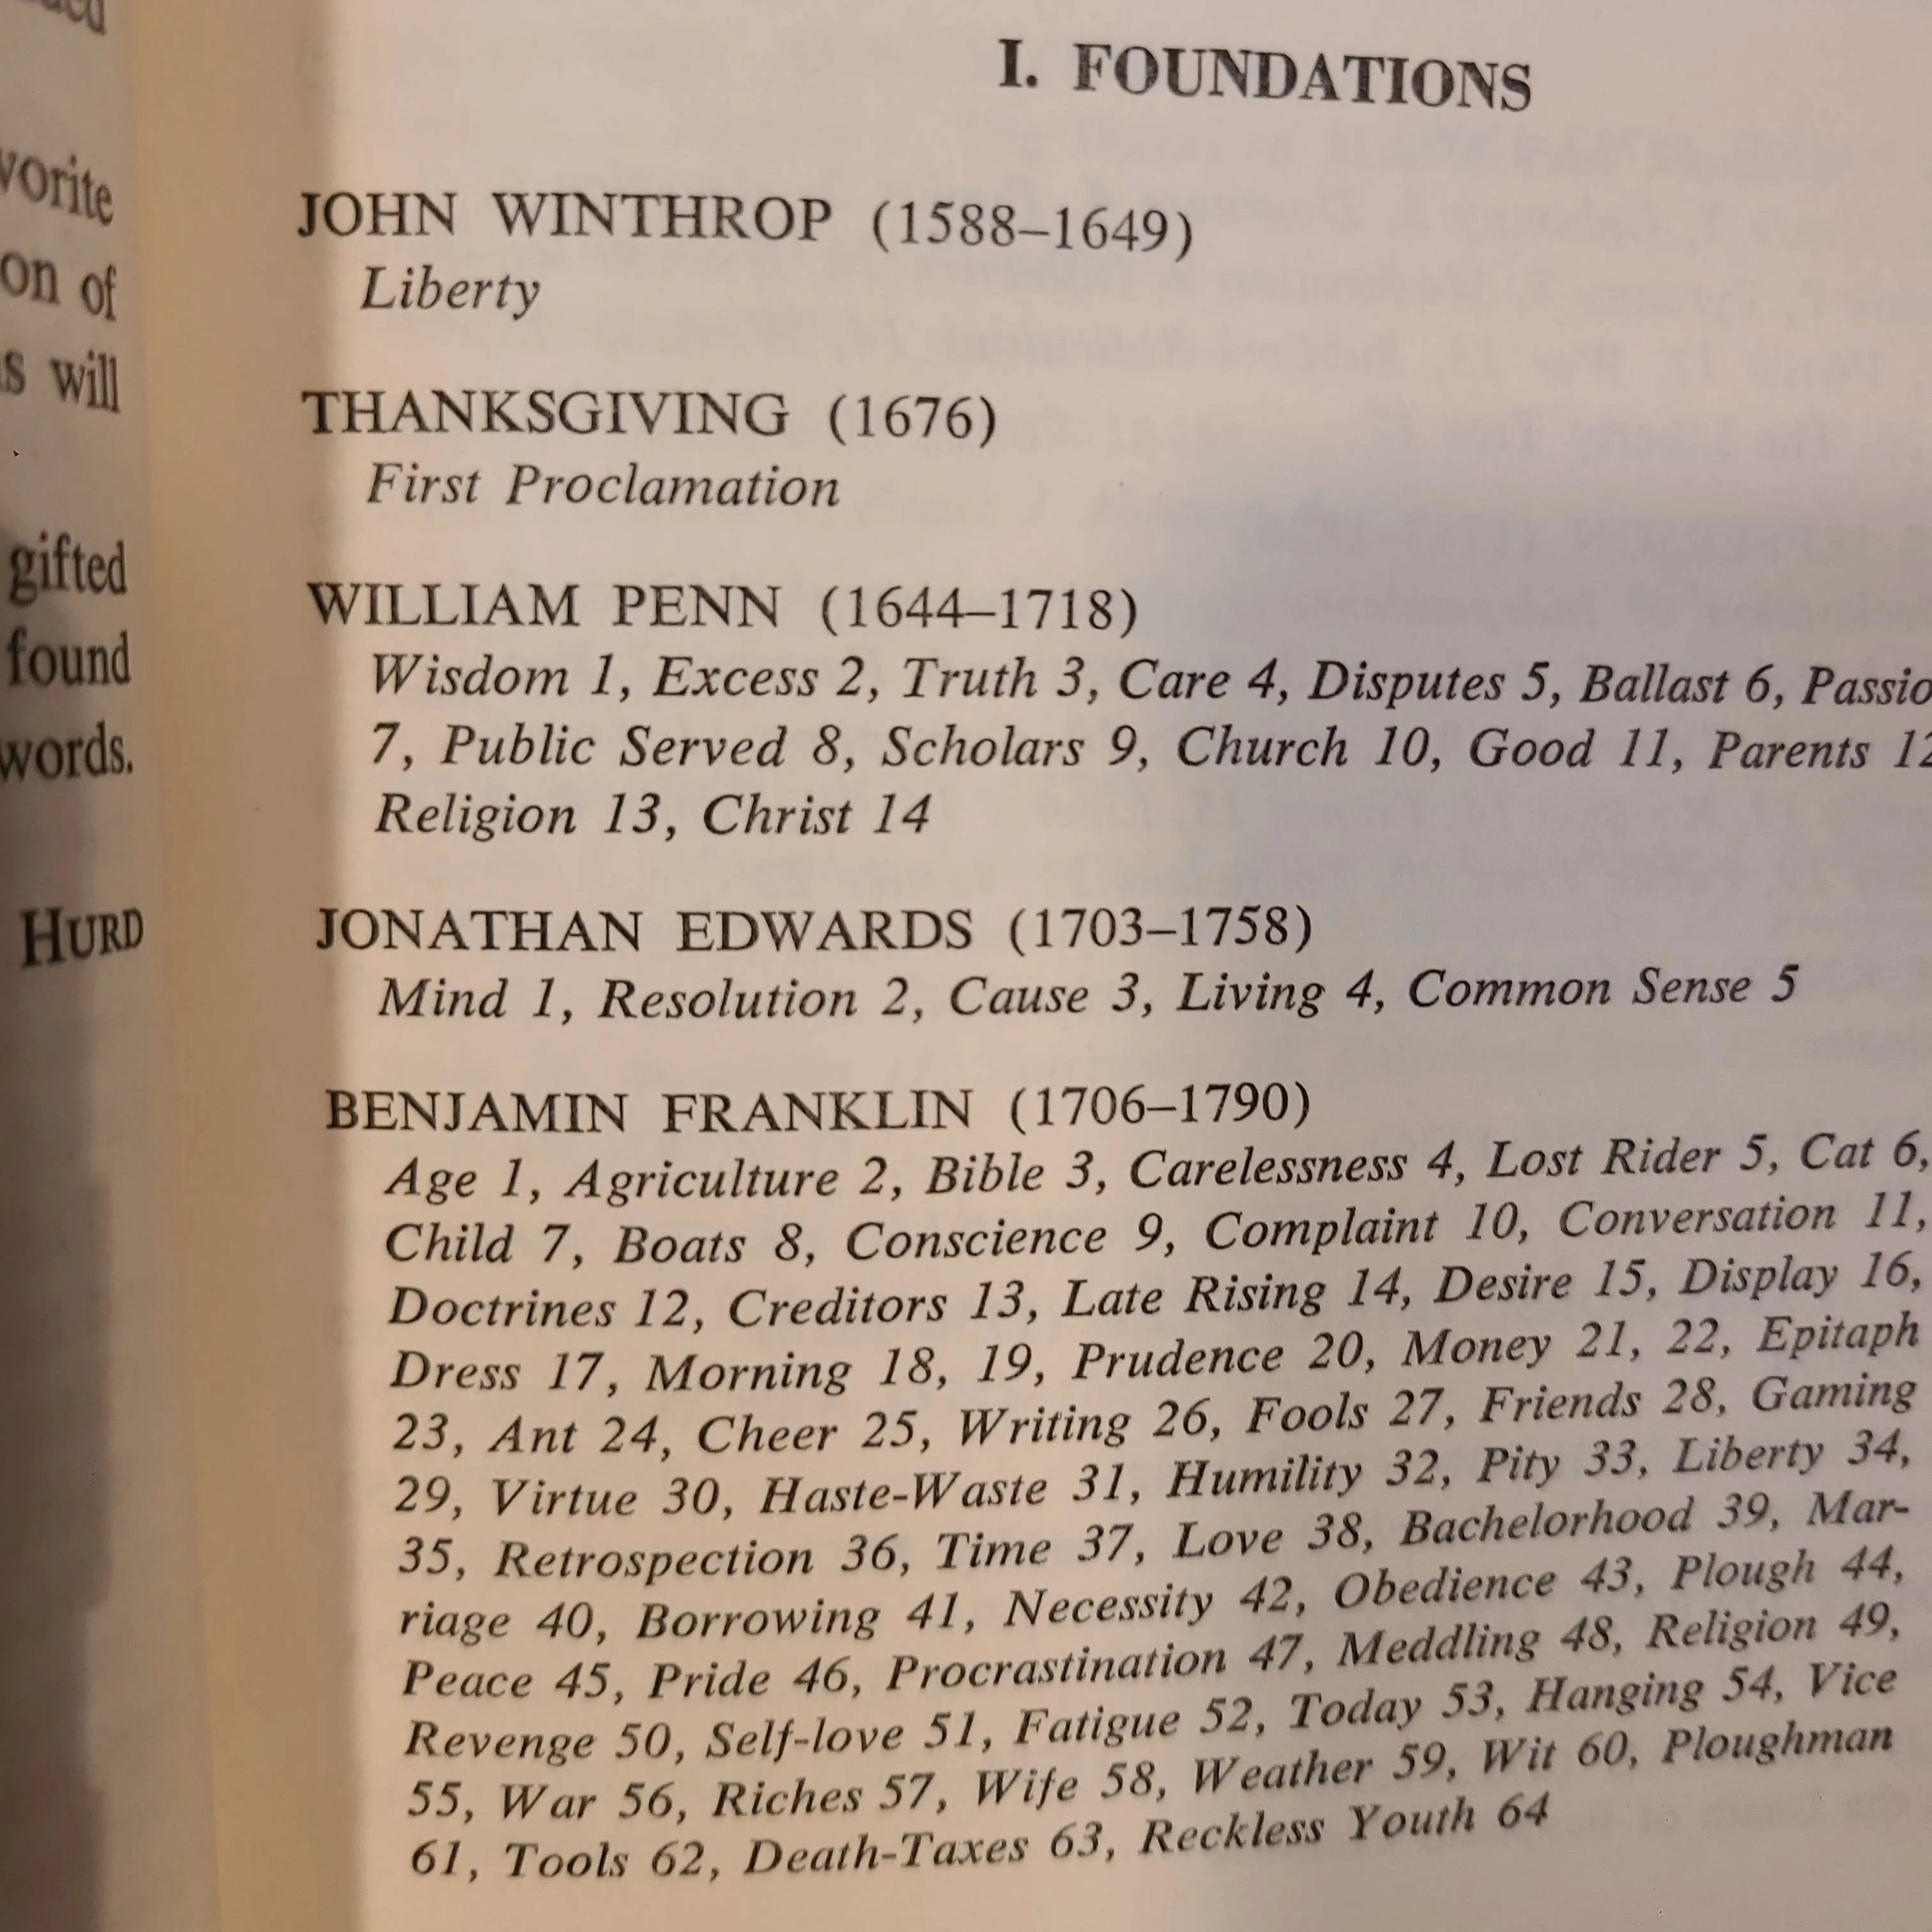 vorite
on of
s will
gifted
found
words.
HURD
I. FOUNDATIONS
JOHN WINTHROP (1588–1649)
Liberty
THANKSGIVING (1676)
First Proclamation
WILLIAM PENN (1644–1718)
Wisdom 1, Excess 2, Truth 3, Care 4, Disputes 5, Ballast 6, Passio
7, Public Served 8, Scholars 9, Church 10, Good 11, Parents 12
Religion 13, Christ 14
JONATHAN EDWARDS (1703–1758)
Mind 1, Resolution 2, Cause 3, Living 4, Common Sense 5
BENJAMIN FRANKLIN (1706–1790)
Age 1, Agriculture 2, Bible 3, Carelessness 4, Lost Rider 5, Cat 6,
Child 7, Boats 8, Conscience 9, Complaint 10, Conversation 11,
Doctrines 12, Creditors 13, Late Rising 14, Desire 15, Display 16,
Dress 17, Morning 18, 19, Prudence 20, Money 21, 22, Epitaph
23, Ant 24, Cheer 25, Writing 26, Fools 27, Friends 28, Gaming
29, Virtue 30, Haste-Waste 31, Humility 32, Pity 33, Liberty 34,
35, Retrospection 36, Time 37, Love 38, Bachelorhood 39, Mar-
riage 40, Borrowing 41, Necessity 42, Obedience 43, Plough 44,
Peace 45, Pride 46, Procrastination 47, Meddling 48, Religion 49,
Revenge 50, Self-love 51, Fatigue 52, Today 53, Hanging 54, Vice
55, War 56, Riches 57, Wife 58, Weather 59, Wit 60, Ploughman
61, Tools 62, Death-Taxes 63, Reckless Youth 64